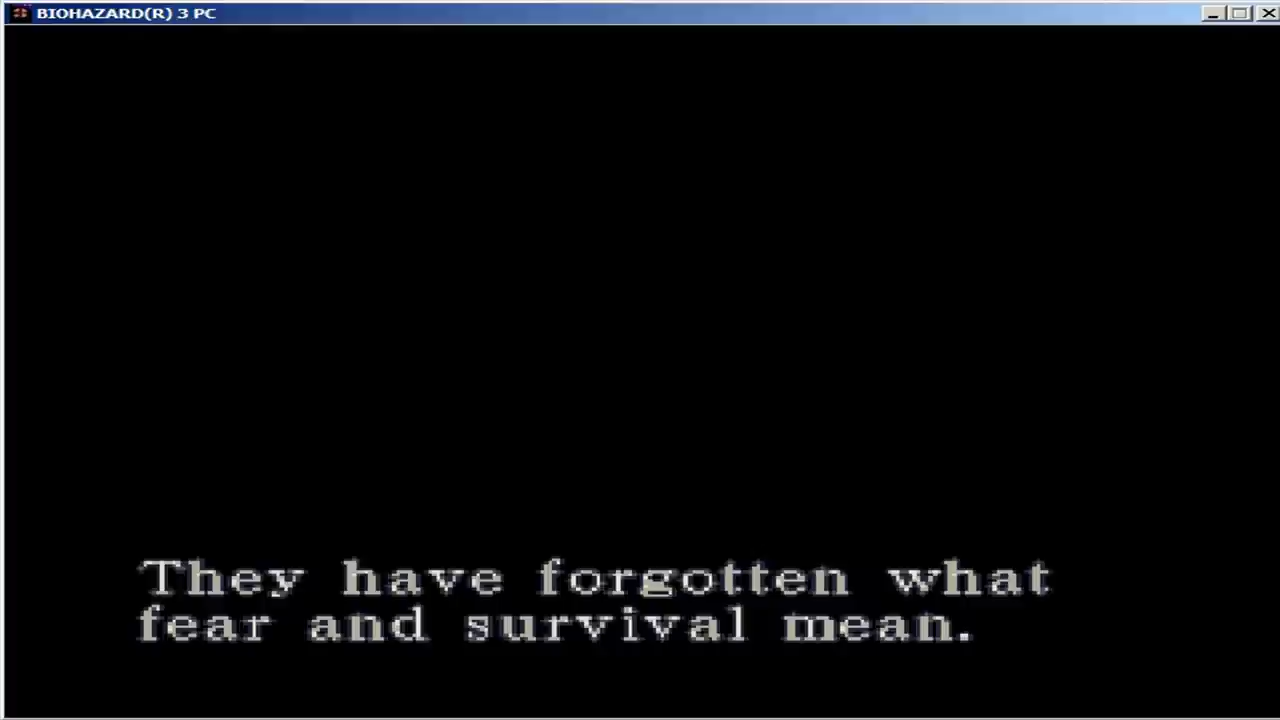 BIOHAZARD(R) 3 PC
They have forgotten what
fear and survival mean.